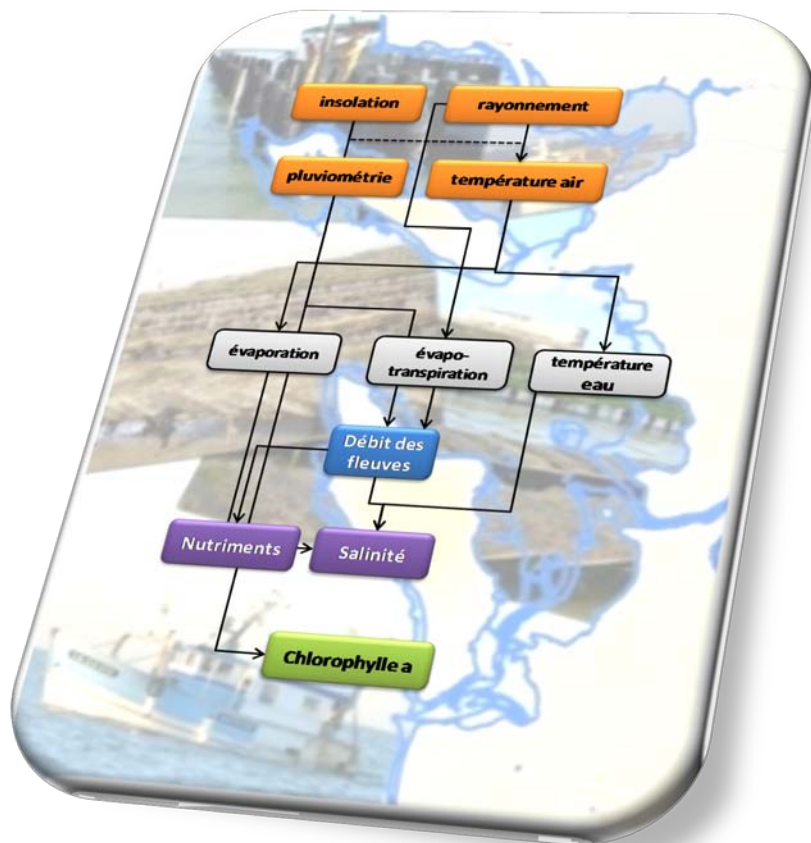 insolation
rayonnement
pluviométrie
température air
évaporation
évapo-
transpiration
température
eau
Débit des
fleuves
Nutriments
Salinité
Chlorophylle a